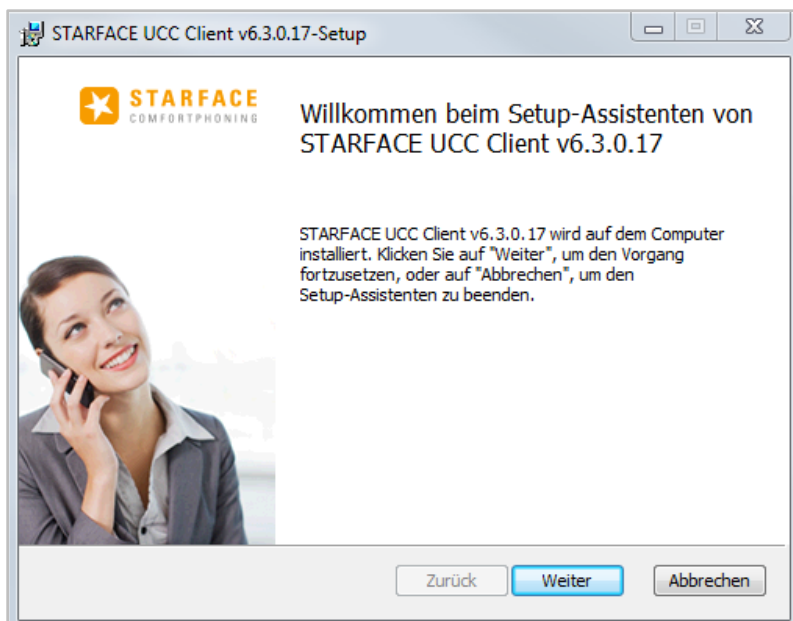 STARFACE UCC Client v6.3.0.17-Setup
STARFACE
COMFORTPHONING
Willkommen beim Setup-Assistenten von
STARFACE UCC Client v6.3.0.17
STARFACE UCC Client v6.3.0.17 wird auf dem Computer
installiert. Klicken Sie auf "Weiter", um den Vorgang
fortzusetzen, oder auf "Abbrechen", um den
Setup-Assistenten zu beenden.
Zurück
Weiter
Abbrechen